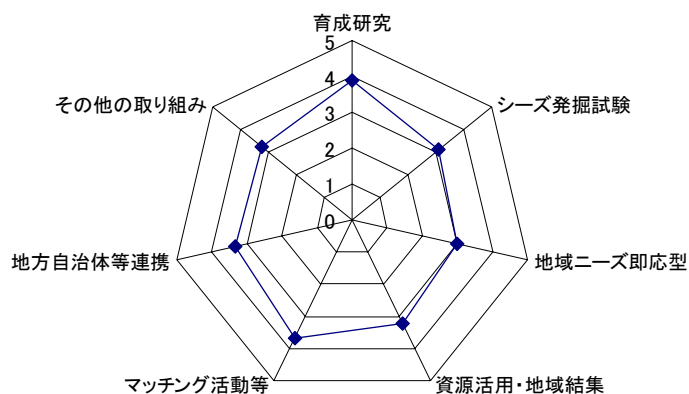 育成研究
5
その他の取り組み
4
シーズ発掘試験
3
2
1
0
地方自治体等連携
地域ニーズ即応型
マッチング活動等
資源活用・地域結集